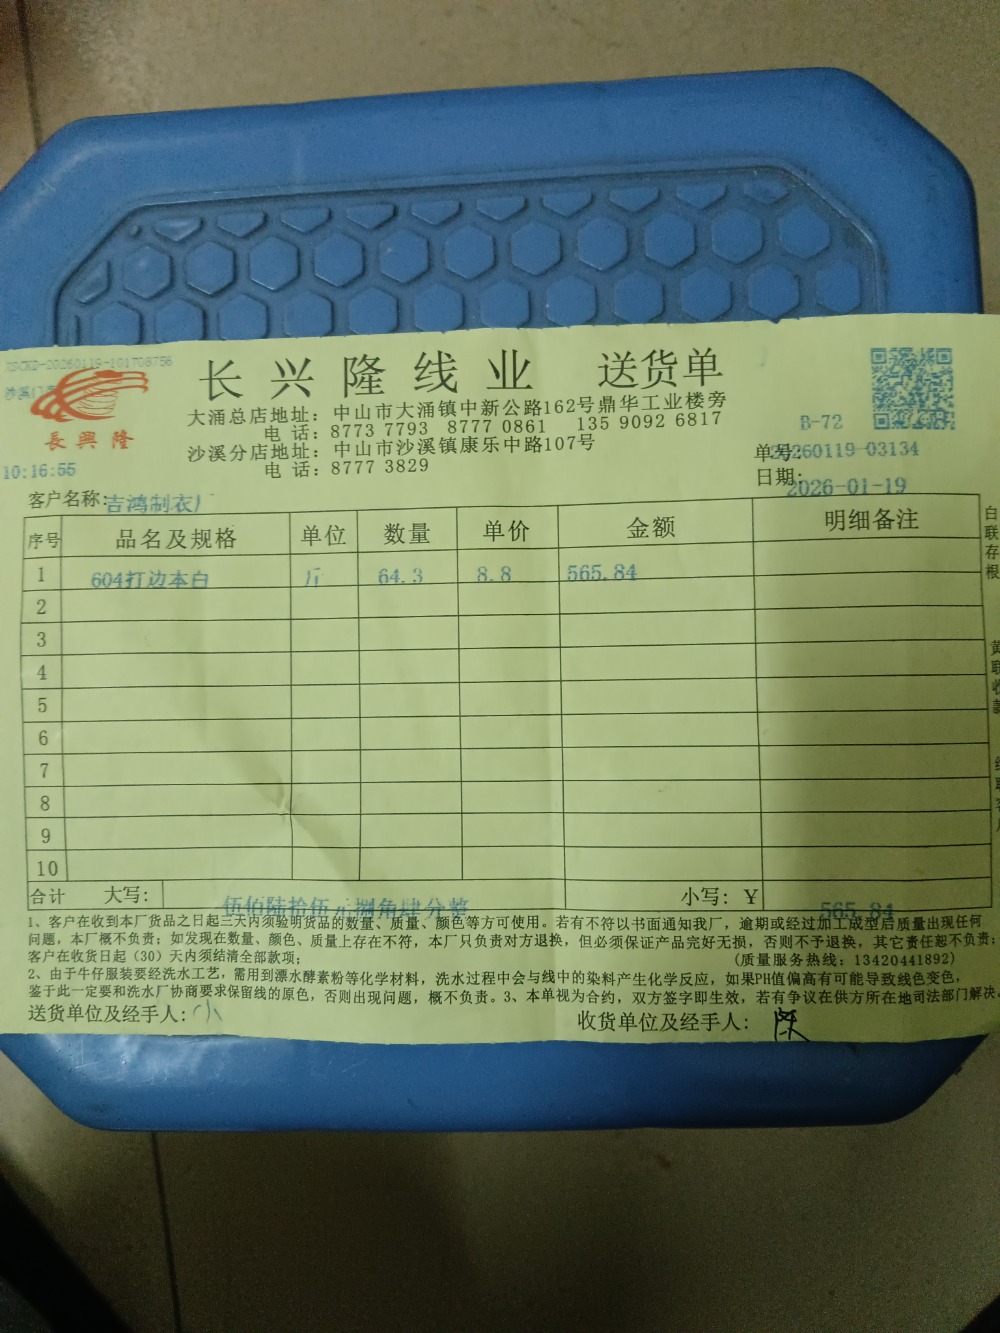 XSCKD-20260119-101708756
長興隆
10:16:55
长兴隆线业 送货单
大涌总店地址：中山市大涌镇中新公路162号鼎华工业楼旁
电 话：8773 7793 8777 0861 135 9092 6817
沙溪分店地址：中山市沙溪镇康乐中路107号
电 话：8777 3829
B-72
单号：20260119-03134
日期：2026-01-19
客户名称：吉鸿制衣厂
序号 品名及规格 单位 数量 单价 金额 明细备注
1 604打边本白 斤 64.3 8.8 565.84
2
3
4
5
6
7
8
9
10
合计 大写：伍佰陆拾伍元捌角肆分整 小写：￥565.84
1、客户在收到本厂货品之日起三天内须验明货品的数量、质量、颜色等方可使用。若有不符以书面通知我厂，逾期或经过加工成型后质量出现任何
问题，本厂概不负责；如发现在数量、颜色、质量上存在不符，本厂只负责对方退换，但必须保证产品完好无损，否则不予退换，其它责任恕不负责；
客户在收货日起（30）天内须结清全部款项； （质量服务热线：13420441892）
2、由于牛仔服装要经洗水工艺，需用到漂水酵素粉等化学材料，洗水过程中会与线中的染料产生化学反应，如果PH值偏高有可能导致线色变色，
鉴于此一定要和洗水厂协商要求保留线的原色，否则出现问题，概不负责。3、本单视为合约，双方签字即生效，若有争议在供方所在地司法部门解决。
送货单位及经手人：小 收货单位及经手人：
白联存根